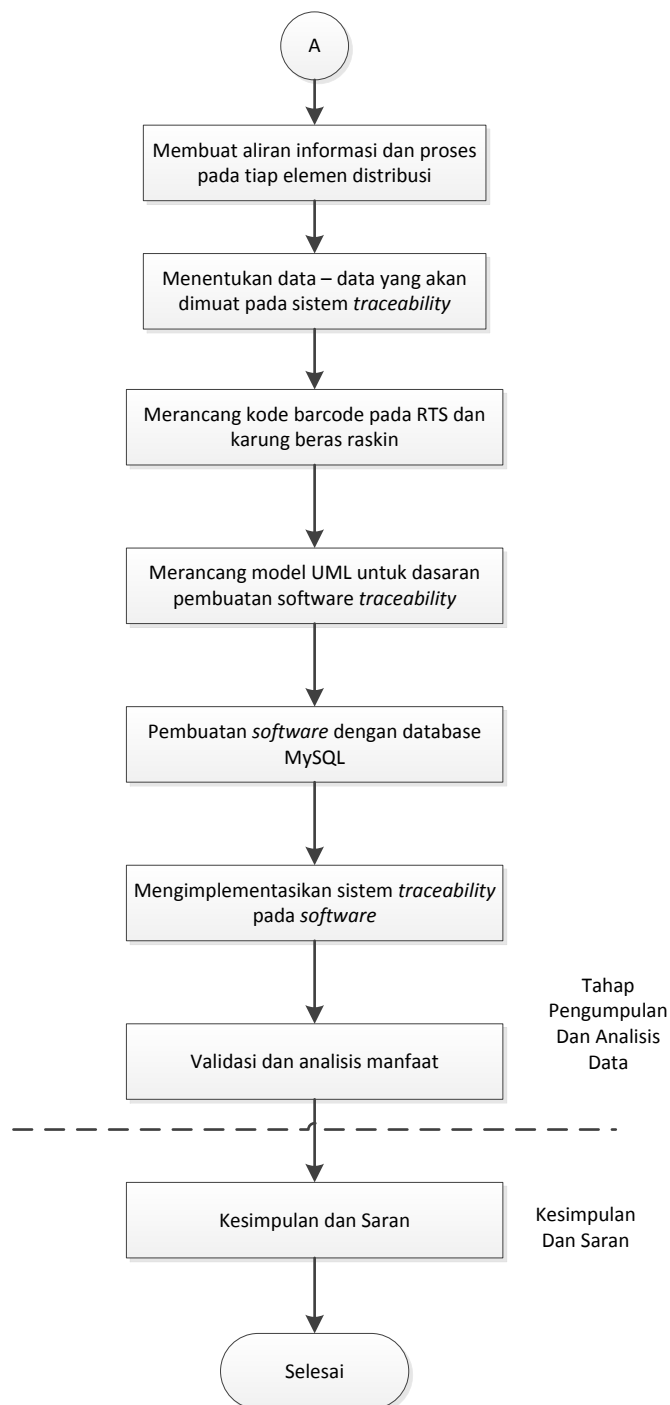 A
Membuat aliran informasi dan proses
pada tiap elemen distribusi
Menentukan data – data yang akan
dimuat pada sistem traceability
Merancang kode barcode pada RTS dan
karung beras raskin
Merancang model UML untuk dasaran
pembuatan software traceability
Pembuatan software dengan database
MySQL
Mengimplementasikan sistem traceability
pada software
Tahap
Pengumpulan
Dan Analisis
Data
Validasi dan analisis manfaat
Kesimpulan dan Saran
Kesimpulan
Dan Saran
Selesai